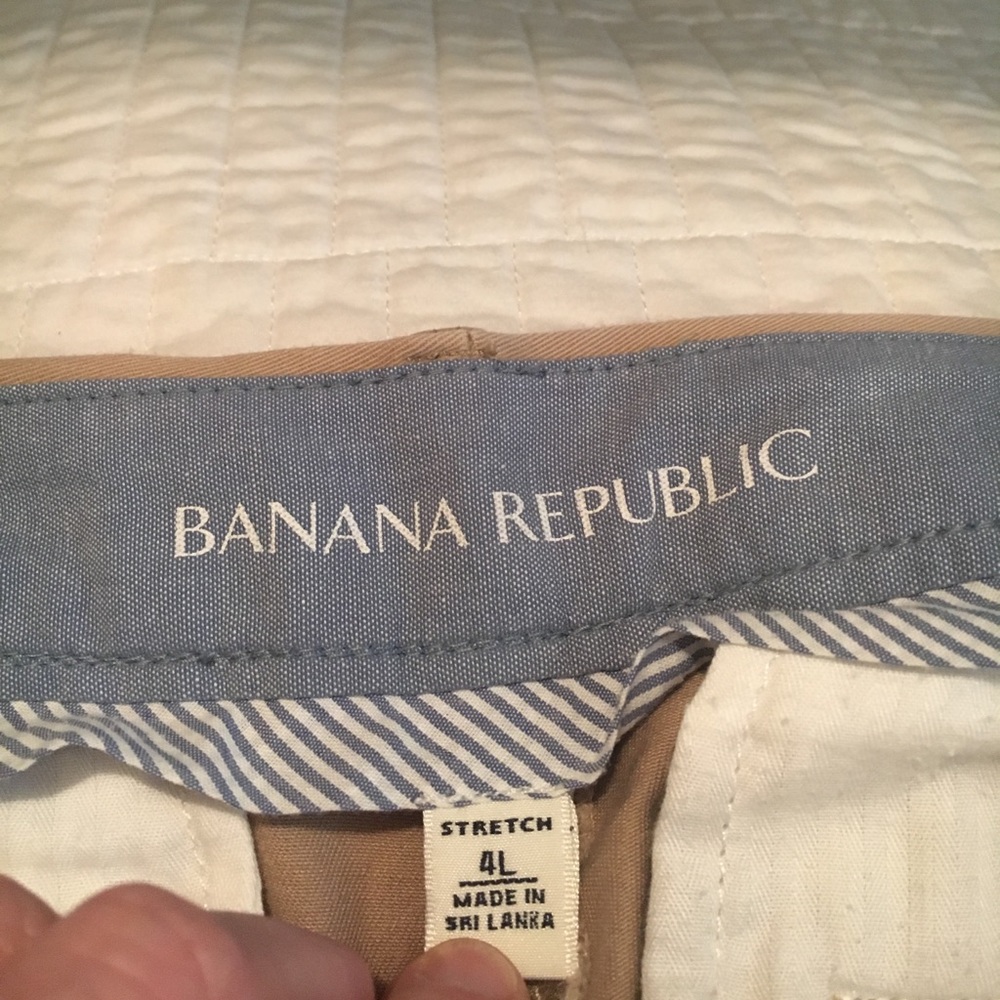 BANANA REPUBLIC
STRETCH
4L
MADE IN
SRI LANKA